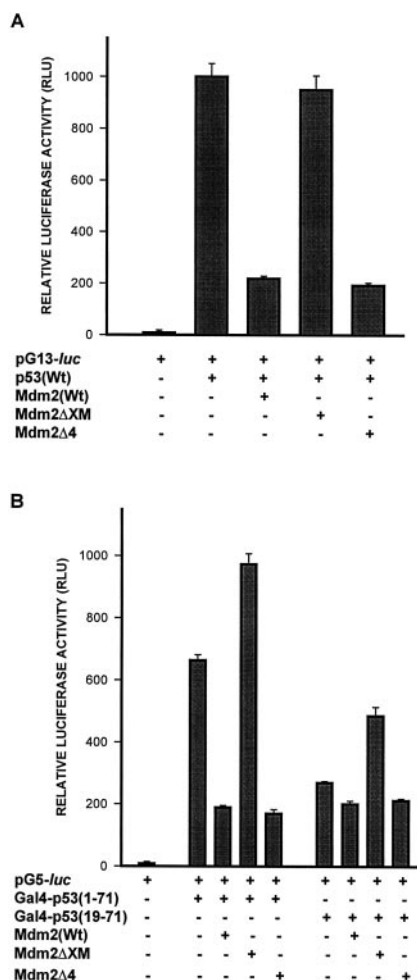 A
RELATIVE LUCIFERASE ACTIVITY (RLU)
1000
800
600
400
200
0
pG13-luc + + + + +
p53(Wt) - + + + +
Mdm2(Wt) - - + - -
Mdm2ΔXM - - - + -
Mdm2Δ4 - - - - +
B
RELATIVE LUCIFERASE ACTIVITY (RLU)
1000
800
600
400
200
0
pG5-luc + + + + + + + + +
Gal4-p53(1-71) - + + + + - - - -
Gal4-p53(19-71) - - - - - + + + +
Mdm2(Wt) - - + - - - + - -
Mdm2ΔXM - - - + - - - + -
Mdm2Δ4 - - - - + - - - +